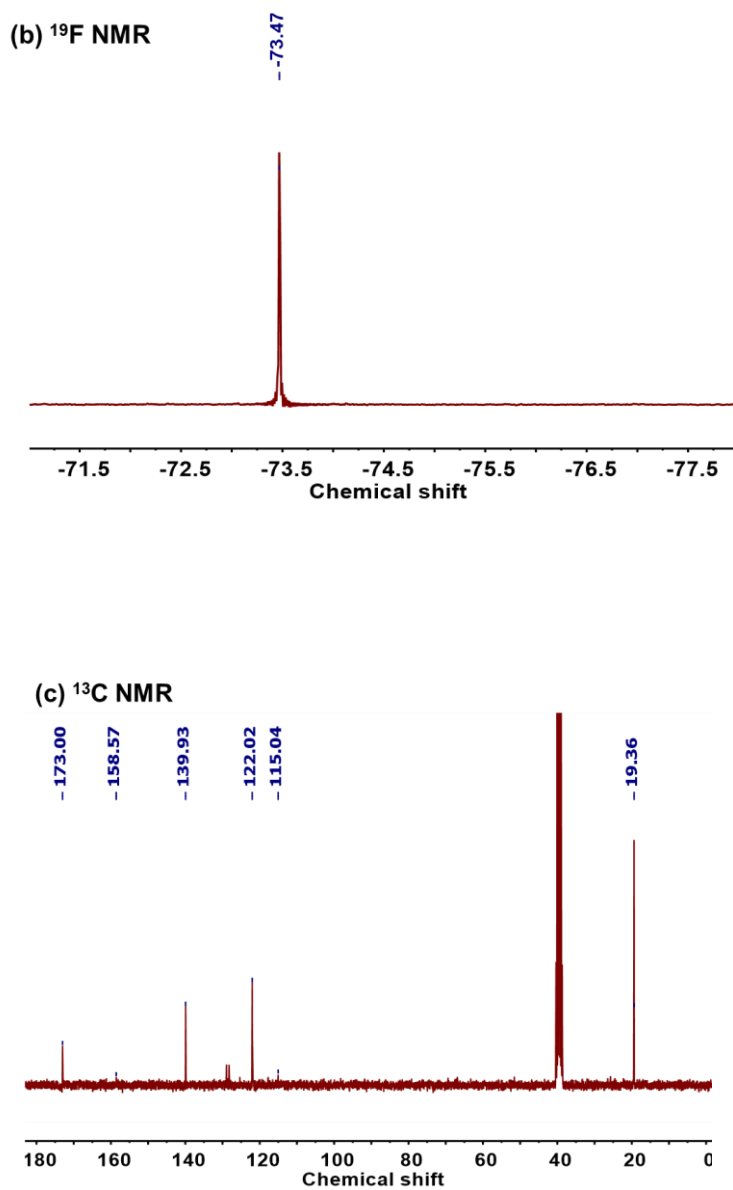 (b) ¹⁹F NMR
– -73.47
-71.5 -72.5 -73.5 -74.5 -75.5 -76.5 -77.5
Chemical shift
(c) ¹³C NMR
– 173.00 – 158.57 – 139.93 – 122.02 – 115.04 – 19.36
180 160 140 120 100 80 60 40 20 0
Chemical shift